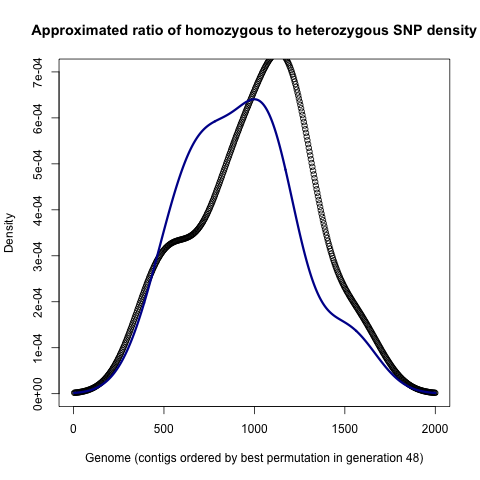 Approximated ratio of homozygous to heterozygous SNP density
7e-04
6e-04
5e-04
4e-04
3e-04
2e-04
1e-04
0e+00
Density
0 500 1000 1500 2000
Genome (contigs ordered by best permutation in generation 48)